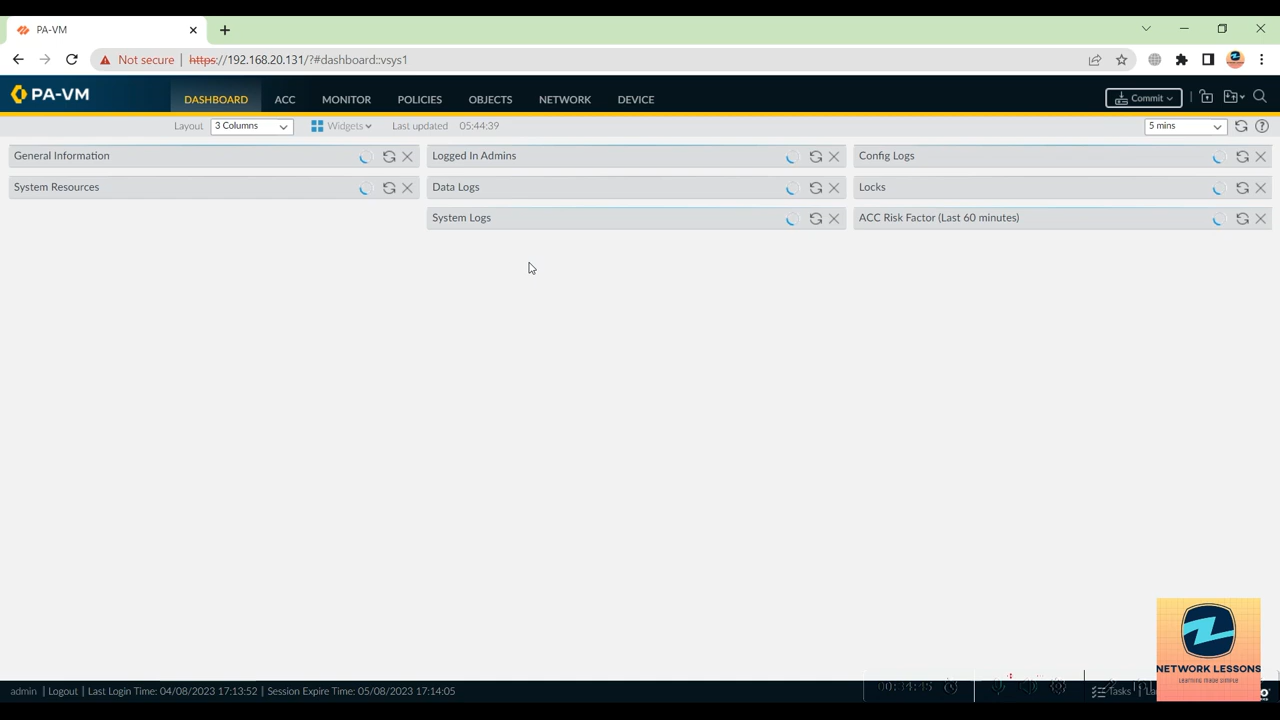 PA-VM
Not secure https://192.168.20.131/?#dashboard::vsys1
PA-VM DASHBOARD ACC MONITOR POLICIES OBJECTS NETWORK DEVICE Commit
Layout 3 Columns Widgets Last updated 05:44:39 5 mins
General Information Logged In Admins Config Logs
System Resources Data Logs Locks
System Logs ACC Risk Factor (Last 60 minutes)
NETWORK LESSONS
LEARNING MADE SIMPLE
admin | Logout | Last Login Time: 04/08/2023 17:13:52 | Session Expire Time: 05/08/2023 17:14:05 Tasks